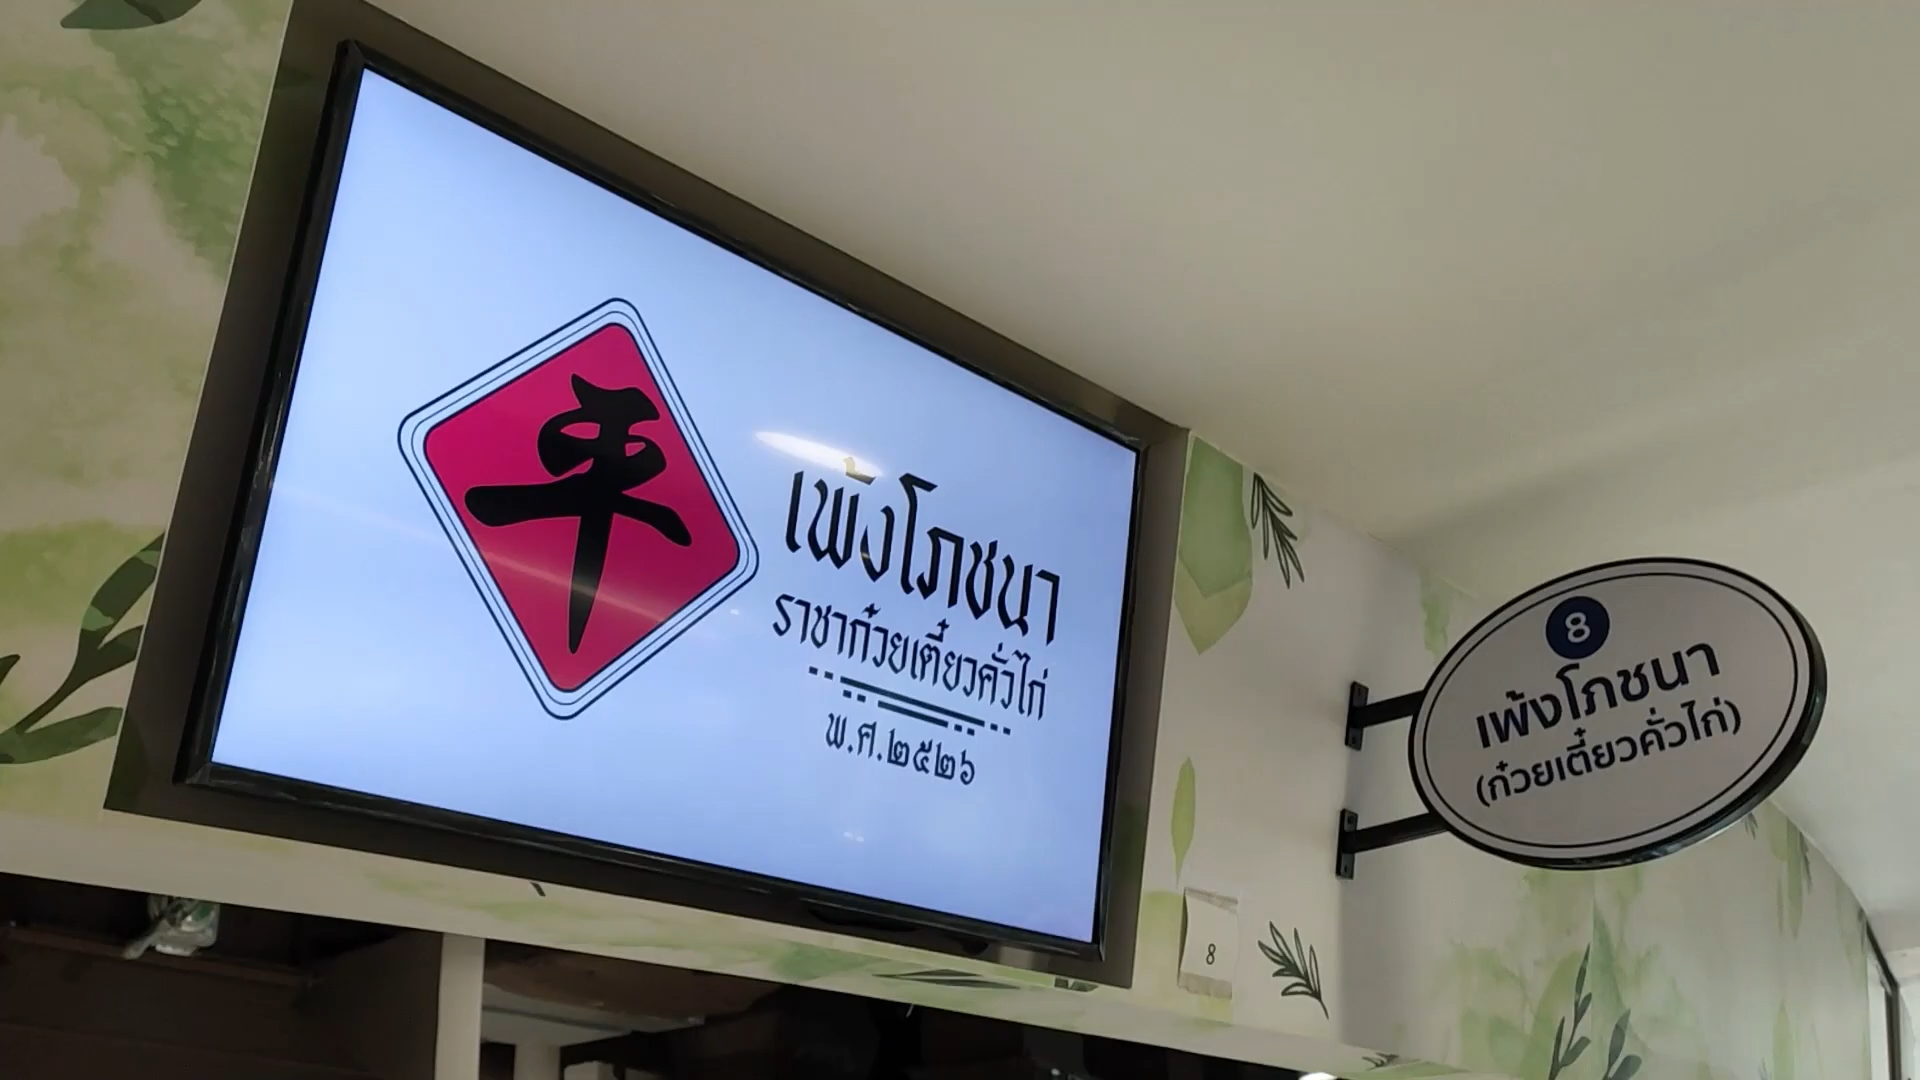 平
เพ้งโภชนา
ราชาก๋วยเตี๋ยวคั่วไก่
พ.ศ.๒๕๒๖
8
เพ้งโภชนา
(ก๋วยเตี๋ยวคั่วไก่)
8